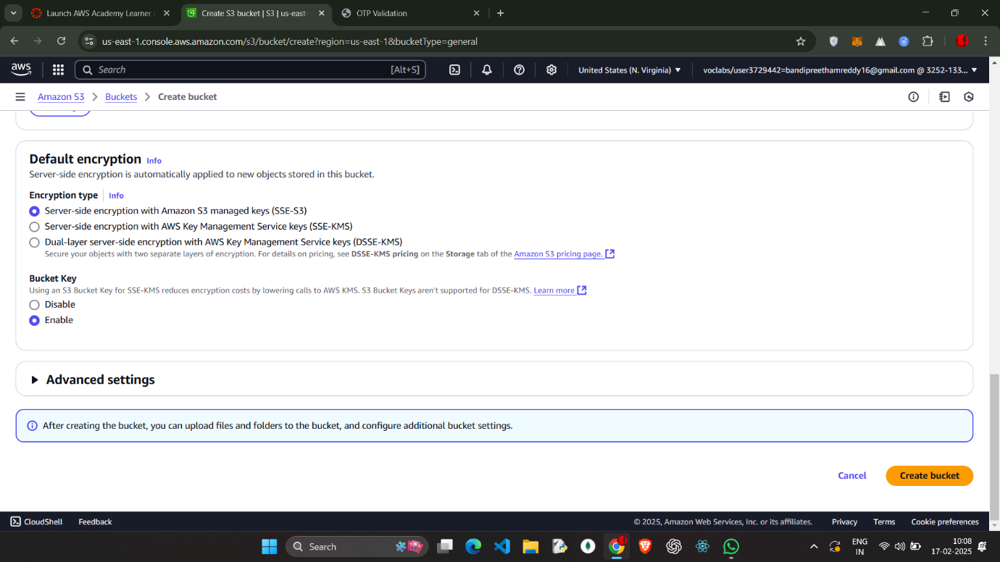 Launch AWS Academy Learner
Create S3 bucket | S3 | us-east-
OTP Validation
us-east-1.console.aws.amazon.com/s3/bucket/create?region=us-east-1&bucketType=general
aws
Search
[Alt+S]
United States (N. Virginia)
voclabs/user3729442=bandipreethamreddy16@gmail.com @ 3252-133...
Amazon S3
Buckets
Create bucket
Default encryption Info
Server-side encryption is automatically applied to new objects stored in this bucket.
Encryption type Info
Server-side encryption with Amazon S3 managed keys (SSE-S3)
Server-side encryption with AWS Key Management Service keys (SSE-KMS)
Dual-layer server-side encryption with AWS Key Management Service keys (DSSE-KMS)
Secure your objects with two separate layers of encryption. For details on pricing, see DSSE-KMS pricing on the Storage tab of the Amazon S3 pricing page.
Bucket Key
Using an S3 Bucket Key for SSE-KMS reduces encryption costs by lowering calls to AWS KMS. S3 Bucket Keys aren't supported for DSSE-KMS. Learn more
Disable
Enable
Advanced settings
After creating the bucket, you can upload files and folders to the bucket, and configure additional bucket settings.
Cancel
Create bucket
CloudShell
Feedback
© 2025, Amazon Web Services, Inc. or its affiliates.
Privacy
Terms
Cookie preferences
Search
ENG
IN
10:08
17-02-2025